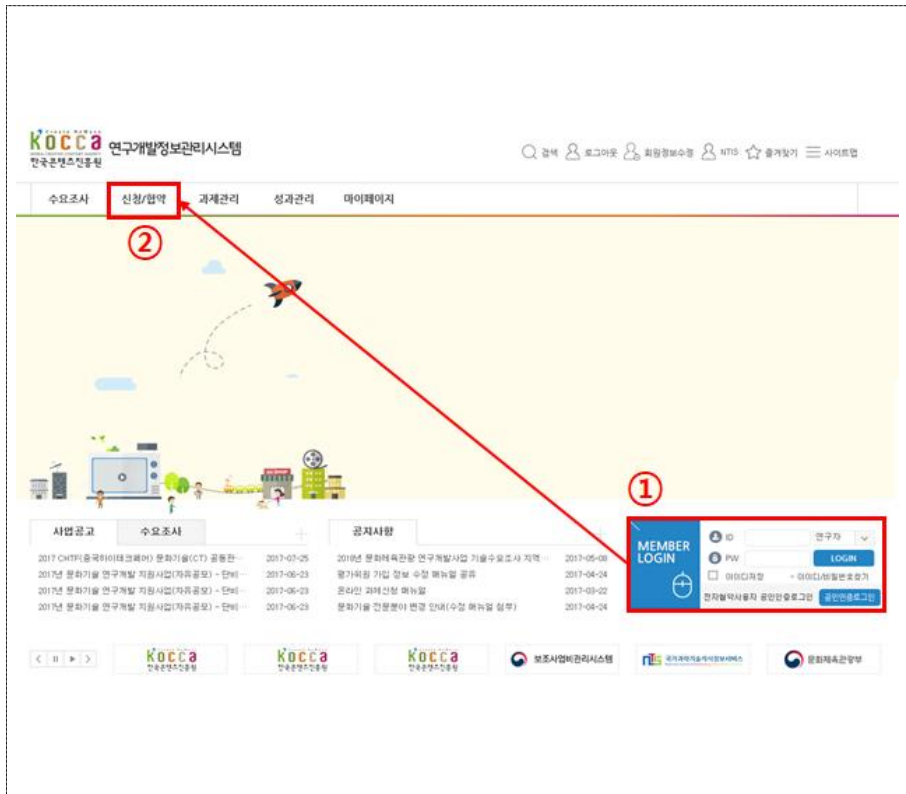 KOCCA 연구개발정보관리시스템
한국콘텐츠진흥원
검색 로그아웃 회원정보수정 NTIS 즐겨찾기 사이트맵
수요조사 신청/협약 과제관리 성과관리 마이페이지
②
①
사업공고 수요조사
2017 CHTF(중국하이테크페어) 문화기술(CT) 공동관··· 2017-07-25
2017년 문화기술 연구개발 지원사업(자유공모) - 단비··· 2017-06-23
2017년 문화기술 연구개발 지원사업(자유공모) - 단비··· 2017-06-23
2017년 문화기술 연구개발 지원사업(자유공모) - 단비··· 2017-06-23
공지사항
2018년 문화체육관광 연구개발사업 기술수요조사 지역··· 2017-05-08
평가위원 가입 정보 수정 매뉴얼 공유 2017-04-24
온라인 과제신청 매뉴얼 2017-03-22
문화기술 전문분야 변경 안내(수정 매뉴얼 첨부) 2017-04-24
MEMBER
LOGIN
ID 연구자
PW LOGIN
아이디저장 - 아이디/비밀번호찾기
전자협약사용자 공인인증로그인 공인인증로그인
KOCCA 한국콘텐츠진흥원
KOCCA 한국콘텐츠진흥원
KOCCA 한국콘텐츠진흥원
보조사업비관리시스템
NTIS 국가과학기술지식정보서비스
문화체육관광부